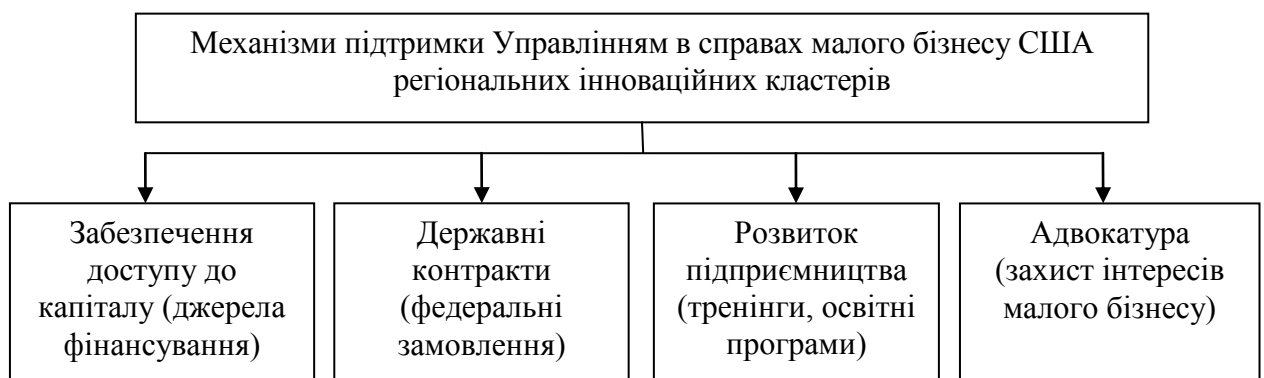 Механізми підтримки Управлінням в справах малого бізнесу США
регіональних інноваційних кластерів
Забезпечення
доступу до
капіталу (джерела
фінансування)
Державні
контракти
(федеральні
замовлення)
Розвиток
підприємництва
(тренінги, освітні
програми)
Адвокатура
(захист інтересів
малого бізнесу)